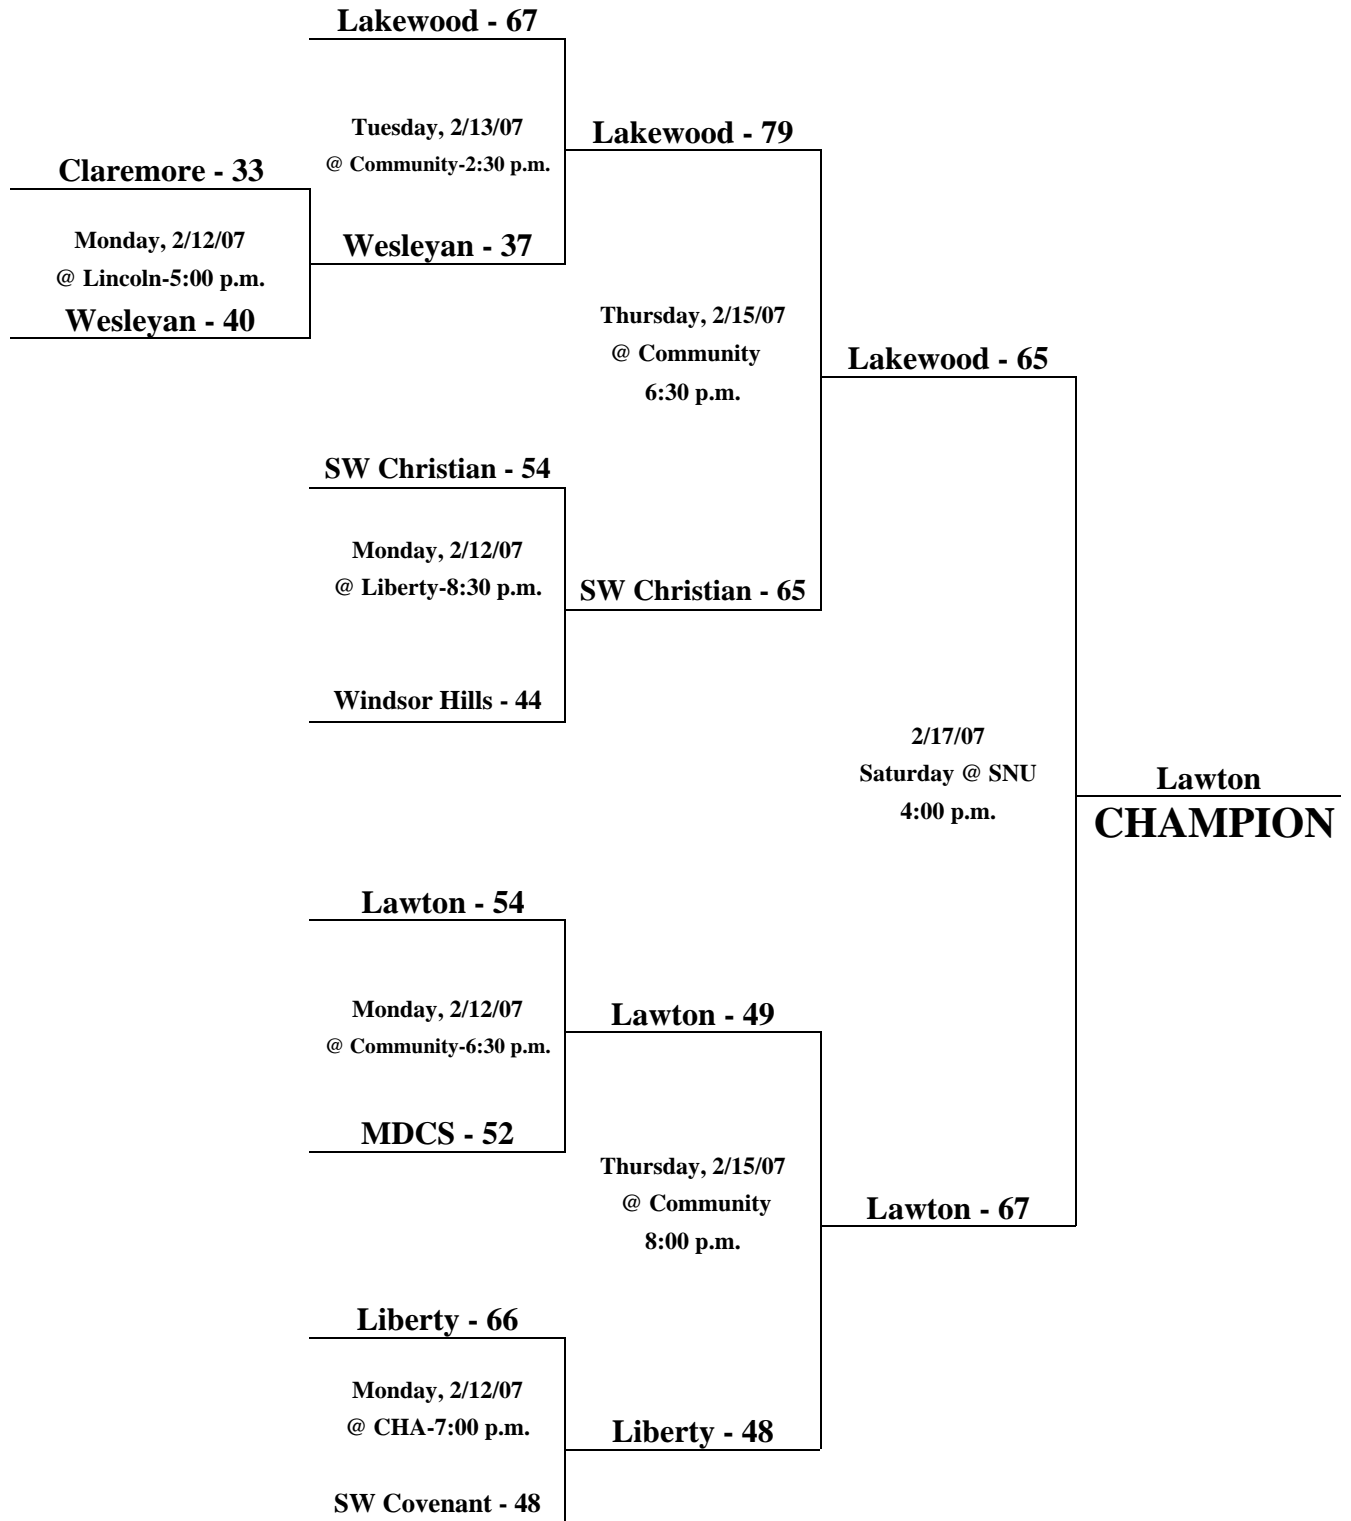 Lakewood - 67
Tuesday, 2/13/07
@ Community-2:30 p.m.
Lakewood - 79
Claremore - 33
Monday, 2/12/07
@ Lincoln-5:00 p.m.
Wesleyan - 40
Wesleyan - 37
Thursday, 2/15/07
@ Community
6:30 p.m.
Lakewood - 65
SW Christian - 54
Monday, 2/12/07
@ Liberty-8:30 p.m.
SW Christian - 65
Windsor Hills - 44
2/17/07
Saturday @ SNU
4:00 p.m.
Lawton
CHAMPION
Lawton - 54
Monday, 2/12/07
@ Community-6:30 p.m.
Lawton - 49
MDCS - 52
Thursday, 2/15/07
@ Community
8:00 p.m.
Lawton - 67
Liberty - 66
Monday, 2/12/07
@ CHA-7:00 p.m.
Liberty - 48
SW Covenant - 48